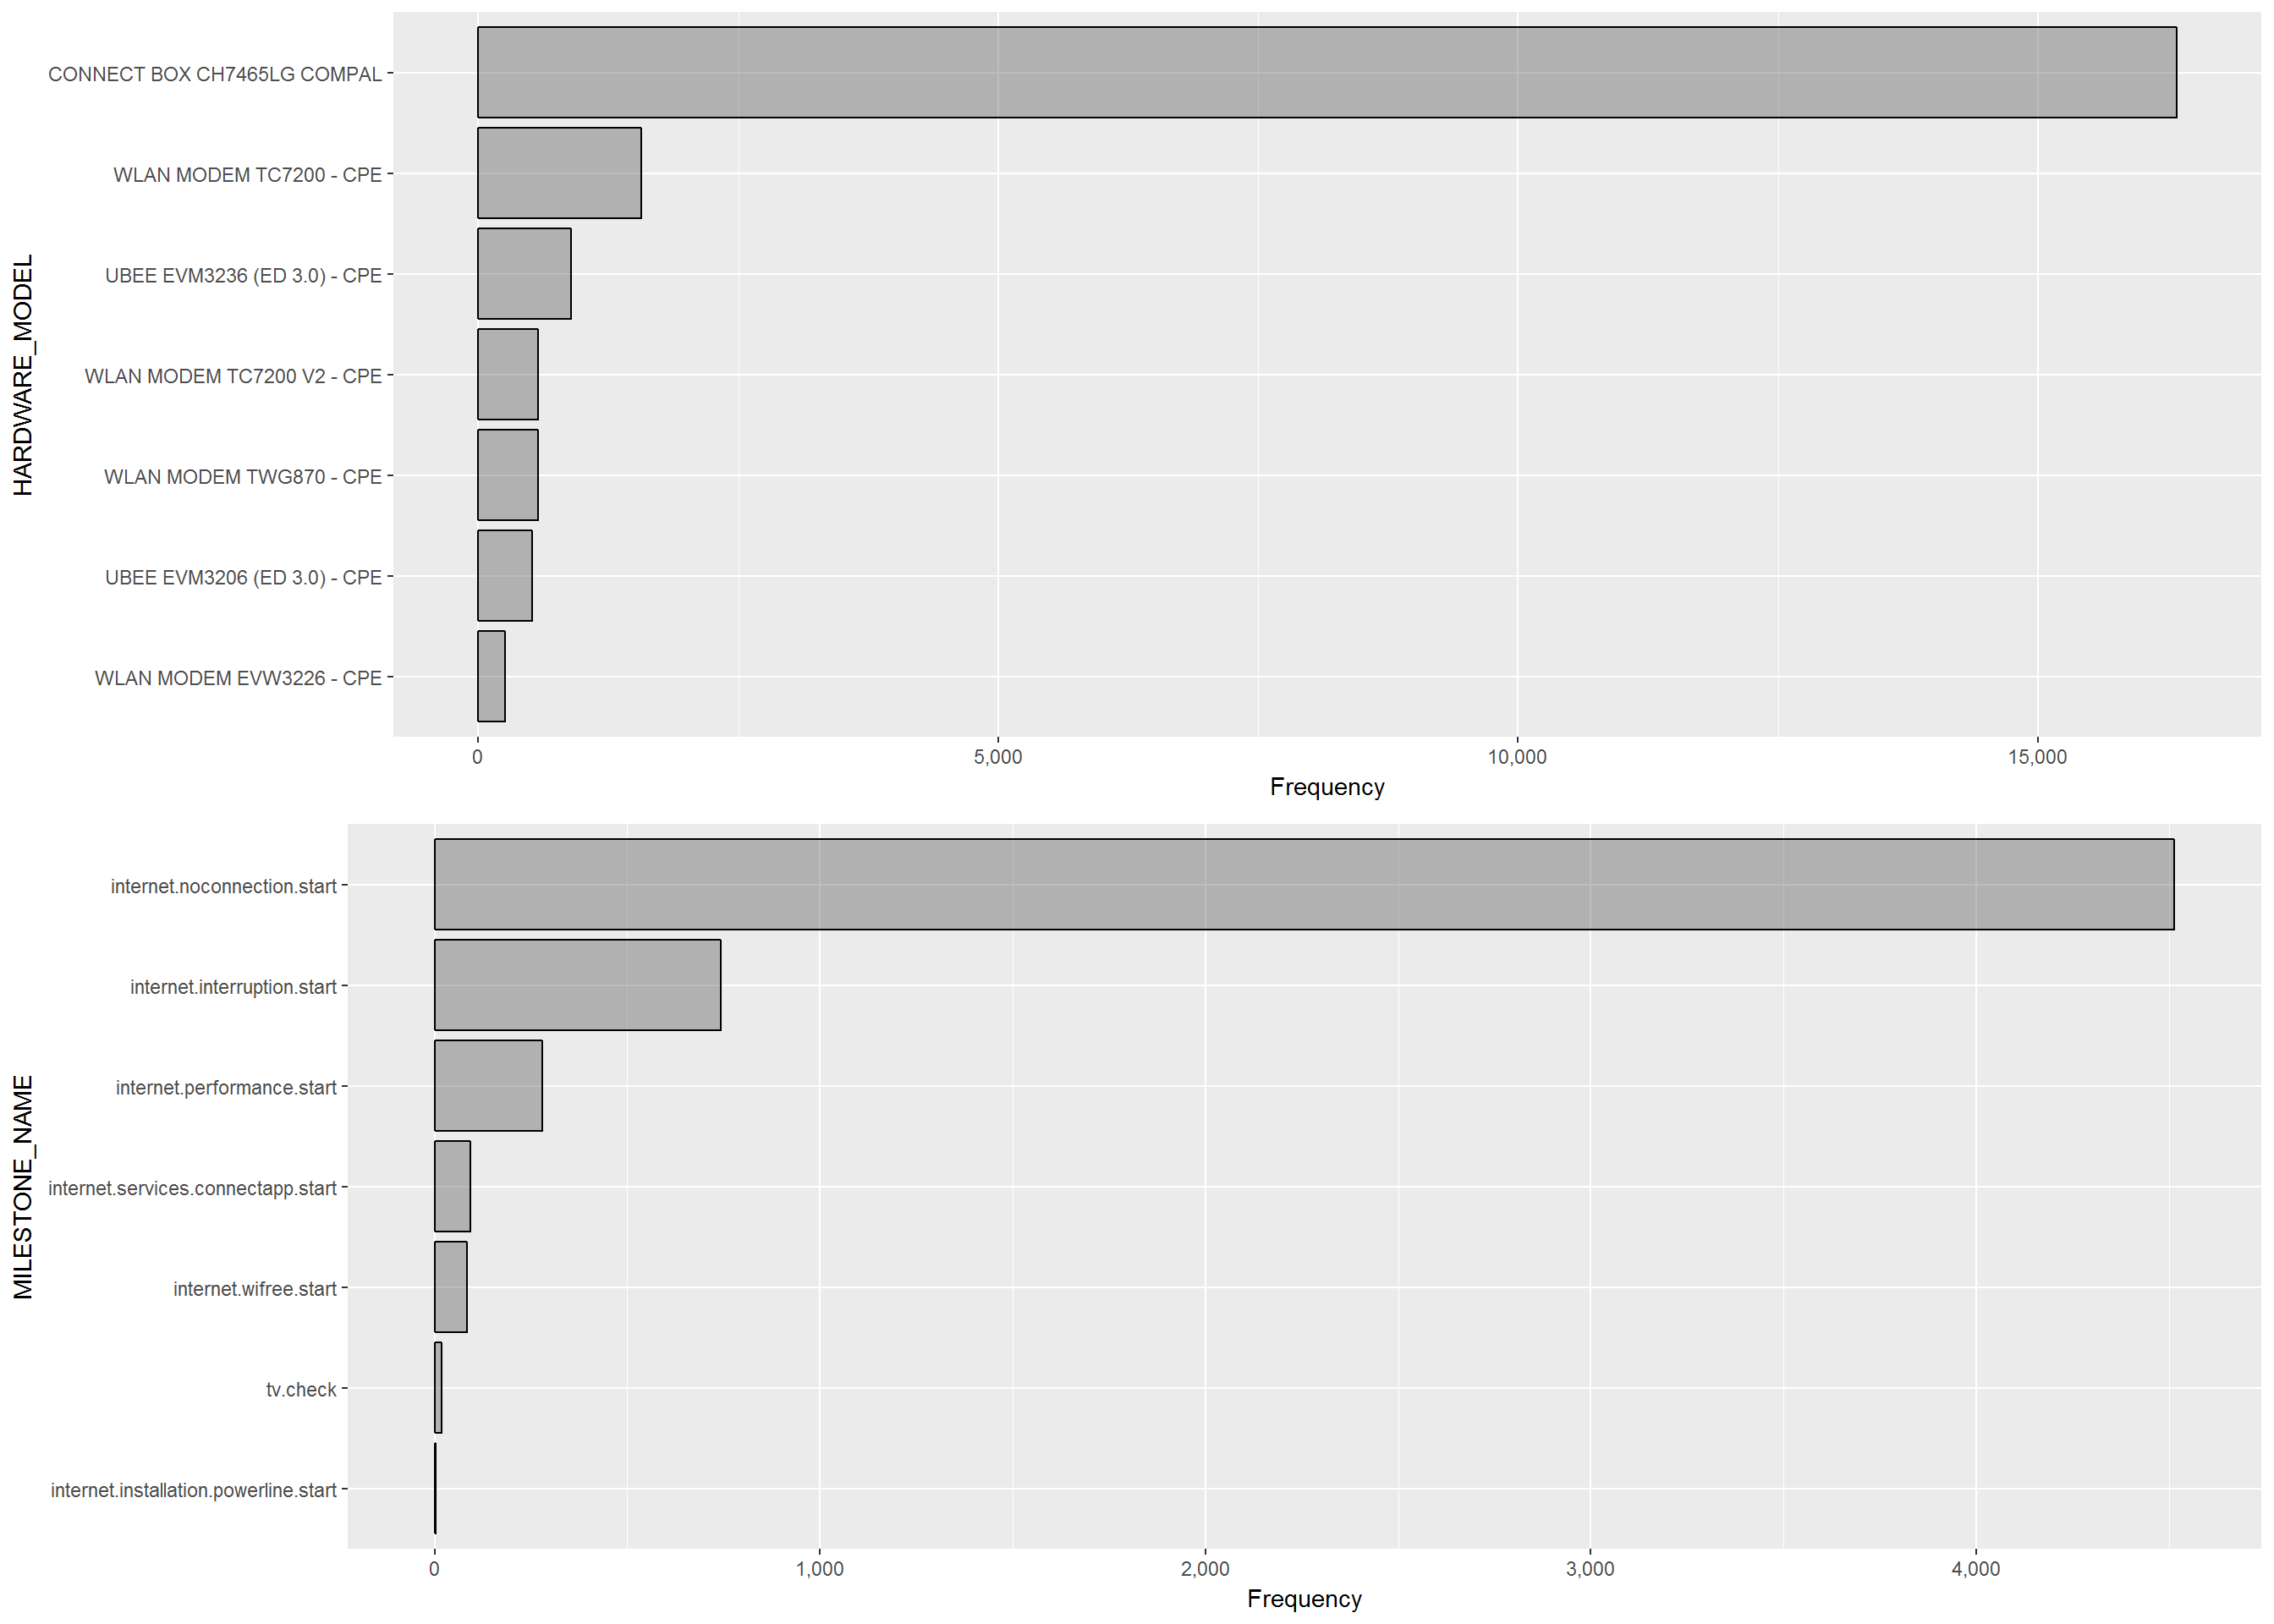 HARDWARE_MODEL
CONNECT BOX CH7465LG COMPAL
WLAN MODEM TC7200 - CPE
UBEE EVM3236 (ED 3.0) - CPE
WLAN MODEM TC7200 V2 - CPE
WLAN MODEM TWG870 - CPE
UBEE EVM3206 (ED 3.0) - CPE
WLAN MODEM EVW3226 - CPE
0 5,000 10,000 15,000
Frequency
MILESTONE_NAME
internet.noconnection.start
internet.interruption.start
internet.performance.start
internet.services.connectapp.start
internet.wifree.start
tv.check
internet.installation.powerline.start
0 1,000 2,000 3,000 4,000
Frequency